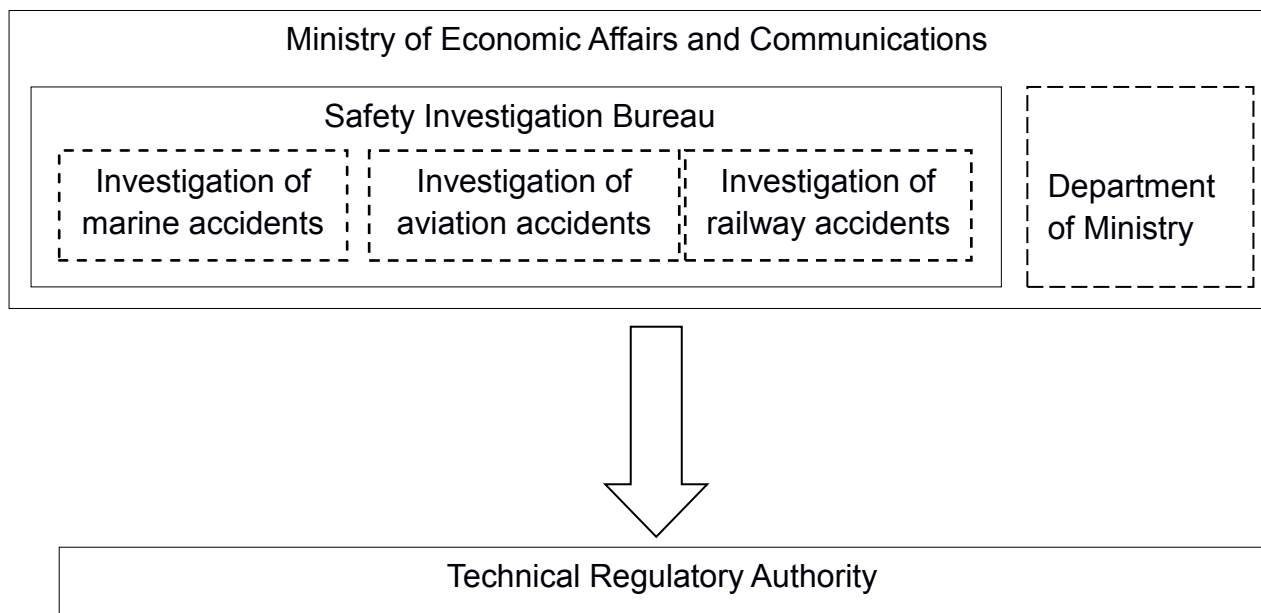 Ministry of Economic Affairs and Communications
Safety Investigation Bureau
Investigation of
marine accidents
Investigation of
aviation accidents
Investigation of
railway accidents
Department
of Ministry
Technical Regulatory Authority